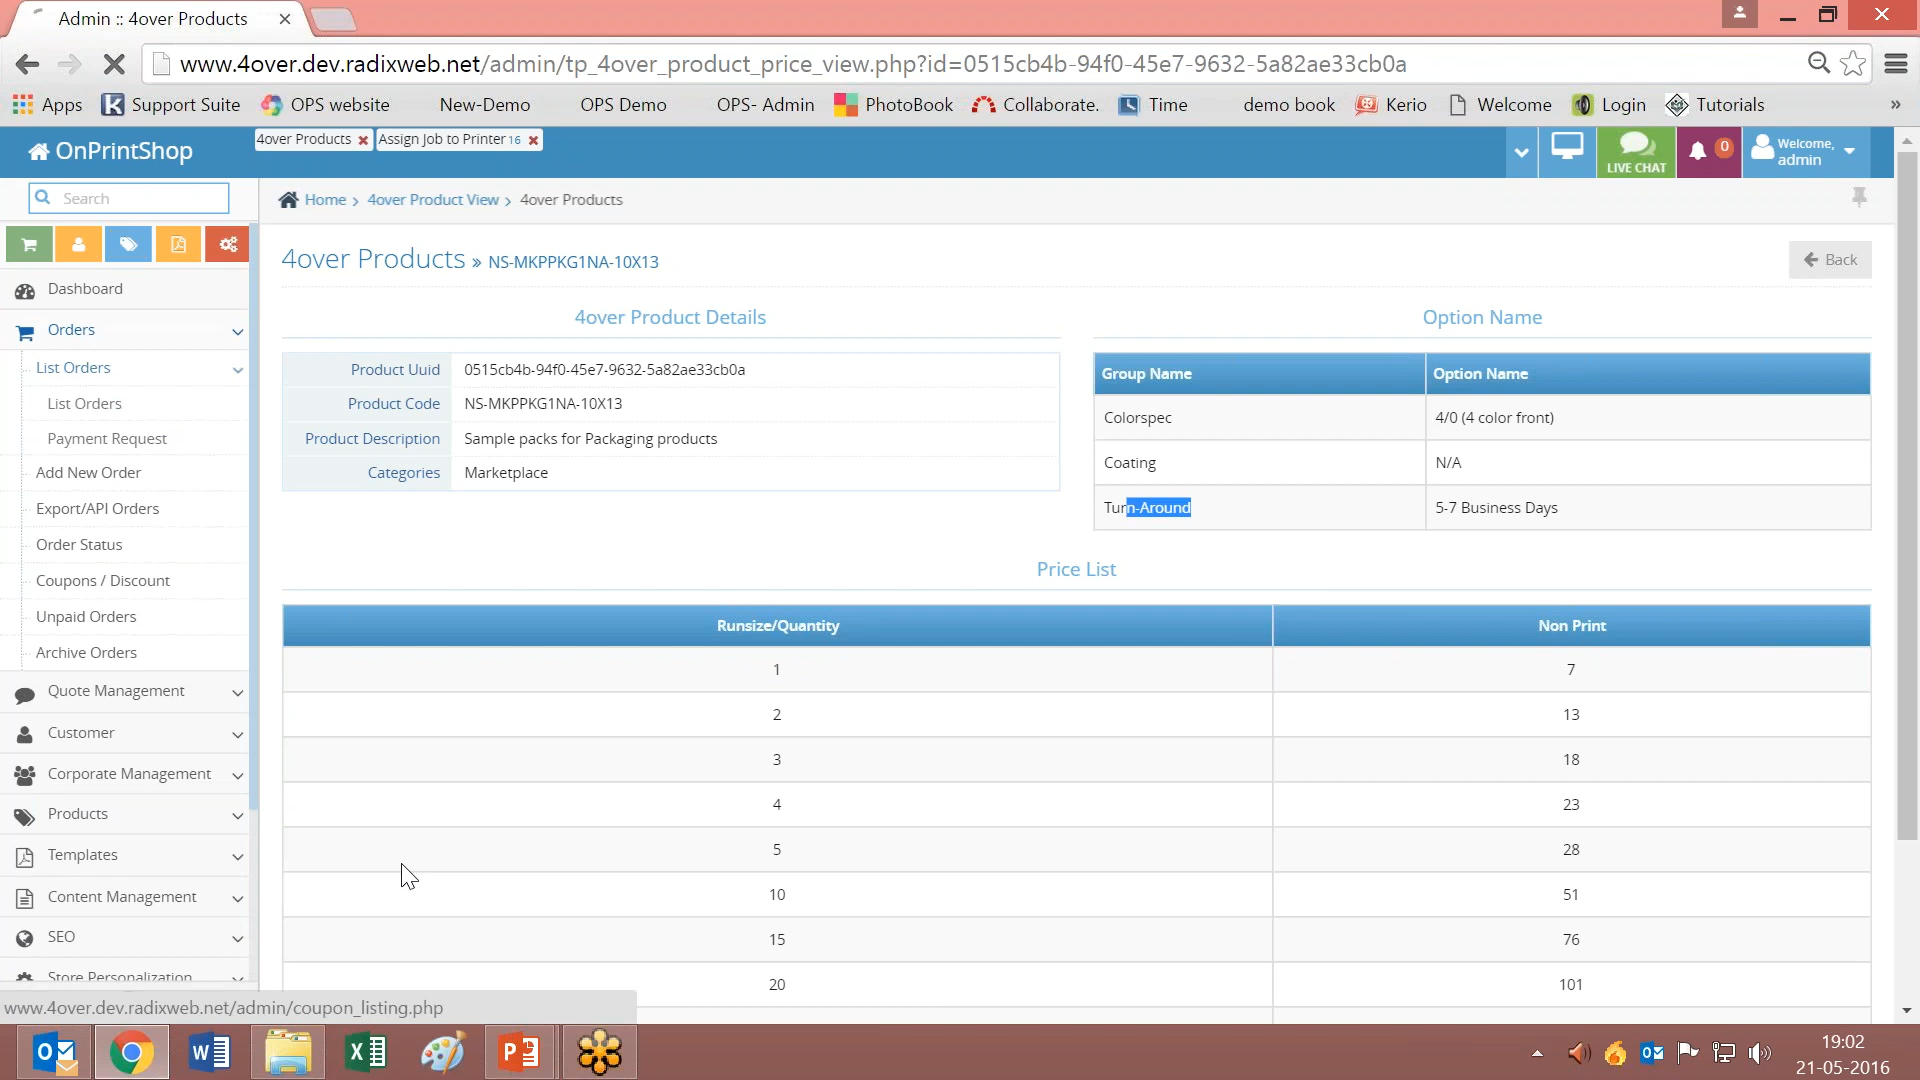 Admin :: 4over Products
www.4over.dev.radixweb.net/admin/tp_4over_product_price_view.php?id=0515cb4b-94f0-45e7-9632-5a82ae33cb0a
Apps Support Suite OPS website New-Demo OPS Demo OPS- Admin PhotoBook Collaborate. Time demo book Kerio Welcome Login Tutorials »
OnPrintShop
4over Products Assign Job to Printer 16
LIVE CHAT
0
Welcome,
admin
Search
Home › 4over Product View › 4over Products
4over Products » NS-MKPPKG1NA-10X13
Back
Dashboard
Orders
List Orders
List Orders
Payment Request
Add New Order
Export/API Orders
Order Status
Coupons / Discount
Unpaid Orders
Archive Orders
Quote Management
Customer
Corporate Management
Products
Templates
Content Management
SEO
Store Personalization
4over Product Details
Product Uuid 0515cb4b-94f0-45e7-9632-5a82ae33cb0a
Product Code NS-MKPPKG1NA-10X13
Product Description Sample packs for Packaging products
Categories Marketplace
Option Name
Group Name Option Name
Colorspec 4/0 (4 color front)
Coating N/A
Turn-Around 5-7 Business Days
Price List
Runsize/Quantity Non Print
1 7
2 13
3 18
4 23
5 28
10 51
15 76
20 101
www.4over.dev.radixweb.net/admin/coupon_listing.php
19:02
21-05-2016